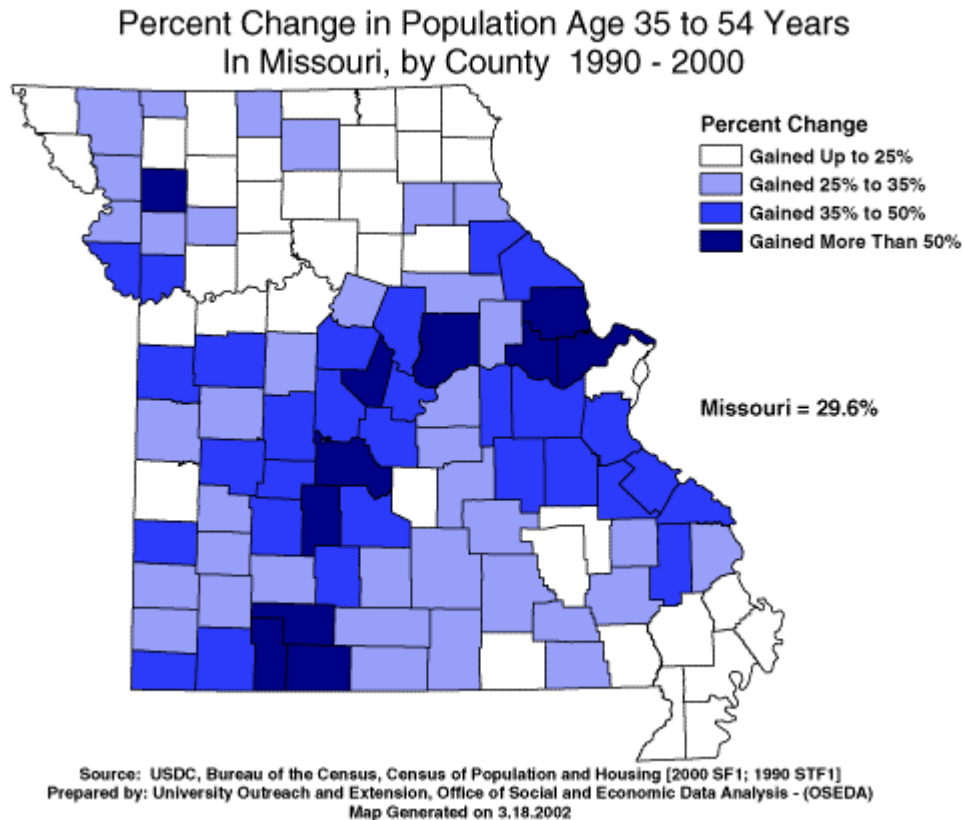 Percent Change in Population Age 35 to 54 Years
In Missouri, by County 1990 - 2000
Percent Change
Gained Up to 25%
Gained 25% to 35%
Gained 35% to 50%
Gained More Than 50%
Missouri = 29.6%
Source: USDC, Bureau of the Census, Census of Population and Housing [2000 SF1; 1990 STF1]
Prepared by: University Outreach and Extension, Office of Social and Economic Data Analysis - (OSEDA)
Map Generated on 3.18.2002